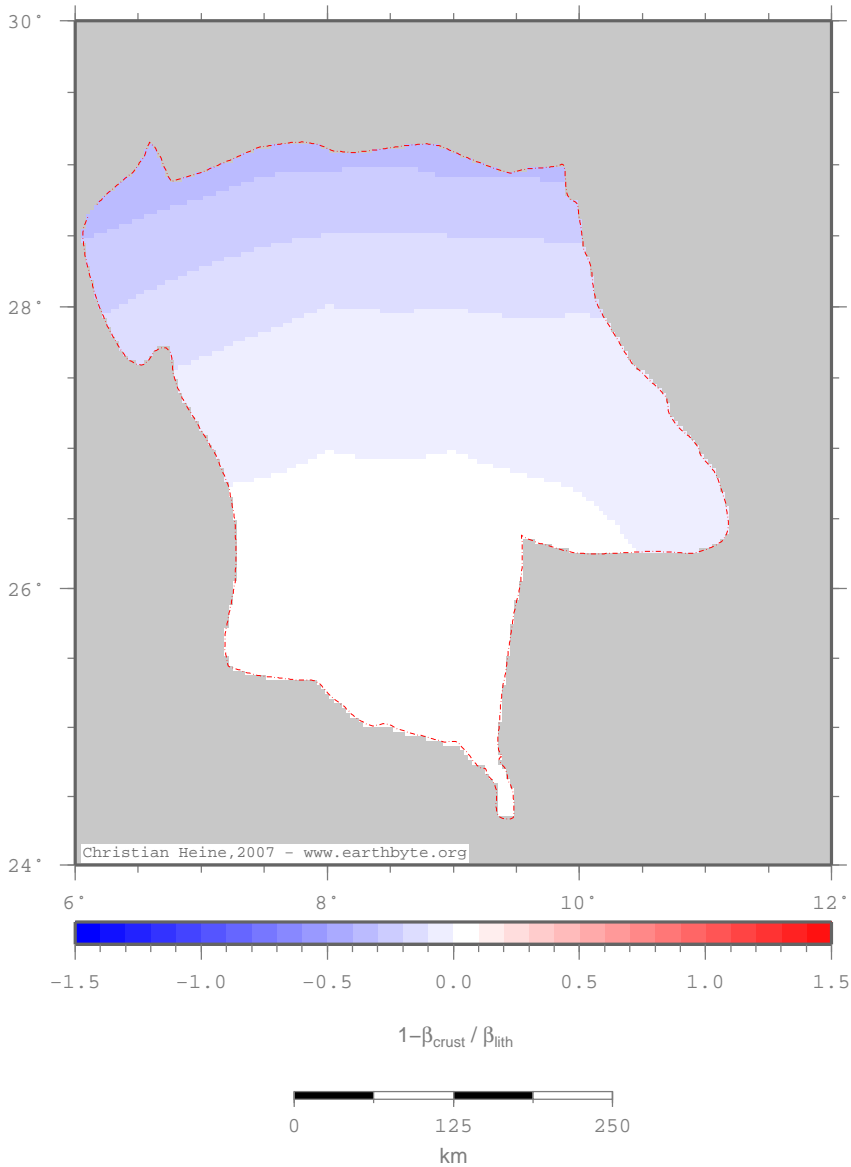 30°
28°
26°
24°
Christian Heine,2007 - www.earthbyte.org
6° 8° 10° 12°
−1.5 −1.0 −0.5 0.0 0.5 1.0 1.5
1−βcrust / βlith
0 125 250
km